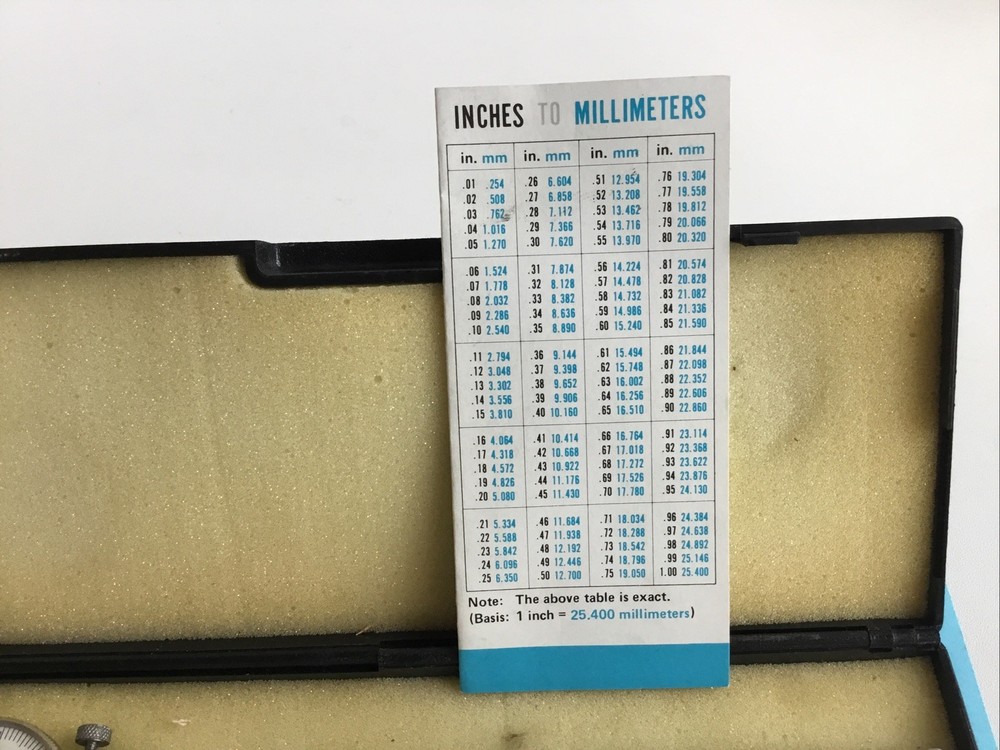 INCHES TO MILLIMETERS
in. mm in. mm in. mm in. mm
.01 .254 .26 6.604 .51 12.954 .76 19.304
.02 .508 .27 6.858 .52 13.208 .77 19.558
.03 .762 .28 7.112 .53 13.462 .78 19.812
.04 1.016 .29 7.366 .54 13.716 .79 20.066
.05 1.270 .30 7.620 .55 13.970 .80 20.320
.06 1.524 .31 7.874 .56 14.224 .81 20.574
.07 1.778 .32 8.128 .57 14.478 .82 20.828
.08 2.032 .33 8.382 .58 14.732 .83 21.082
.09 2.286 .34 8.636 .59 14.986 .84 21.336
.10 2.540 .35 8.890 .60 15.240 .85 21.590
.11 2.794 .36 9.144 .61 15.494 .86 21.844
.12 3.048 .37 9.398 .62 15.748 .87 22.098
.13 3.302 .38 9.652 .63 16.002 .88 22.352
.14 3.556 .39 9.906 .64 16.256 .89 22.606
.15 3.810 .40 10.160 .65 16.510 .90 22.860
.16 4.064 .41 10.414 .66 16.764 .91 23.114
.17 4.318 .42 10.668 .67 17.018 .92 23.368
.18 4.572 .43 10.922 .68 17.272 .93 23.622
.19 4.826 .44 11.176 .69 17.526 .94 23.876
.20 5.080 .45 11.430 .70 17.780 .95 24.130
.21 5.334 .46 11.684 .71 18.034 .96 24.384
.22 5.588 .47 11.938 .72 18.288 .97 24.638
.23 5.842 .48 12.192 .73 18.542 .98 24.892
.24 6.096 .49 12.446 .74 18.796 .99 25.146
.25 6.350 .50 12.700 .75 19.050 1.00 25.400
Note: The above table is exact.
(Basis: 1 inch = 25.400 millimeters)